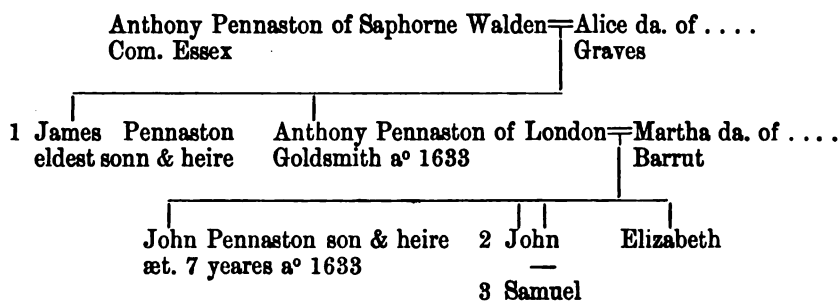 Anthony Pennaston of Saphorne Walden=Alice da. of . . . .
Com. Essex Graves
1 James Pennaston Anthony Pennaston of London=Martha da. of . . . .
eldest sonn & heire Goldsmith aº 1633 Barrut
John Pennaston son & heire 2 John Elizabeth
æt. 7 yeares aº 1633 —
3 Samuel